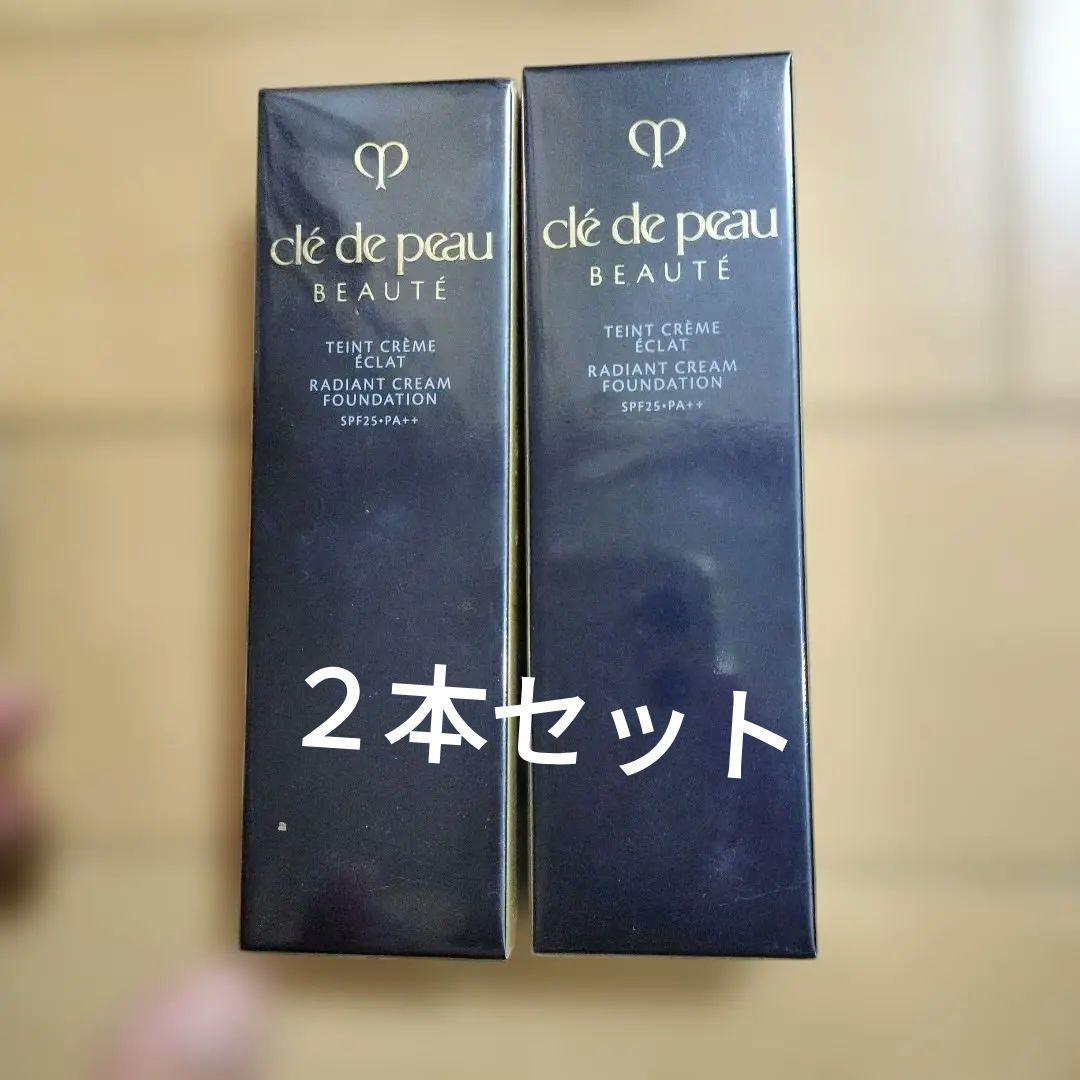 clé de peau
BEAUTÉ
TEINT CRÈME
ÉCLAT
RADIANT CREAM
FOUNDATION
SPF25•PA++
clé de peau
BEAUTÉ
TEINT CRÈME
ÉCLAT
RADIANT CREAM
FOUNDATION
SPF25•PA++
２本セット